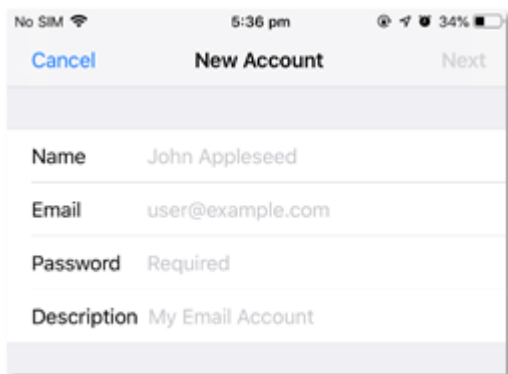 No SIM 5:36 pm 34%
Cancel New Account Next
Name John Appleseed
Email user@example.com
Password Required
Description My Email Account